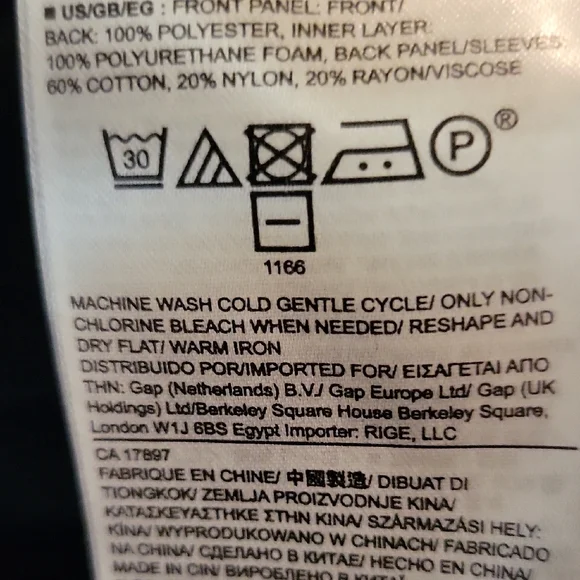 ■ US/GB/EG : FRONT PANEL: FRONT/
BACK: 100% POLYESTER, INNER LAYER:
100% POLYURETHANE FOAM, BACK PANEL/SLEEVES:
60% COTTON, 20% NYLON, 20% RAYON/VISCOSE
30 P ®
1166
MACHINE WASH COLD GENTLE CYCLE/ ONLY NON-
CHLORINE BLEACH WHEN NEEDED/ RESHAPE AND
DRY FLAT/ WARM IRON
DISTRIBUIDO POR/IMPORTED FOR/ ΕΙΣΑΓΕΤΑΙ ΑΠΟ
ΤΗΝ: Gap (Netherlands) B.V./ Gap Europe Ltd/ Gap (UK
Holdings) Ltd/Berkeley Square House Berkeley Square,
London W1J 6BS Egypt Importer: RIGE, LLC
CA 17897
FABRIQUE EN CHINE/ 中國製造/ DIBUAT DI
TIONGKOK/ ZEMLJA PROIZVODNJE KINA/
ΚΑΤΑΣΚΕΥΑΣΤΗΚΕ ΣΤΗΝ ΚΙΝΑ/ SZÁRMAZÁSI HELY:
KÍNA/ WYPRODUKOWANO W CHINACH/ FABRICADO
NA CHINA/ СДЕЛАНО В КИТАЕ/ HECHO EN CHINA/
MADE IN CIN/ ВИРОБЛЕНО В КИТАЇ/